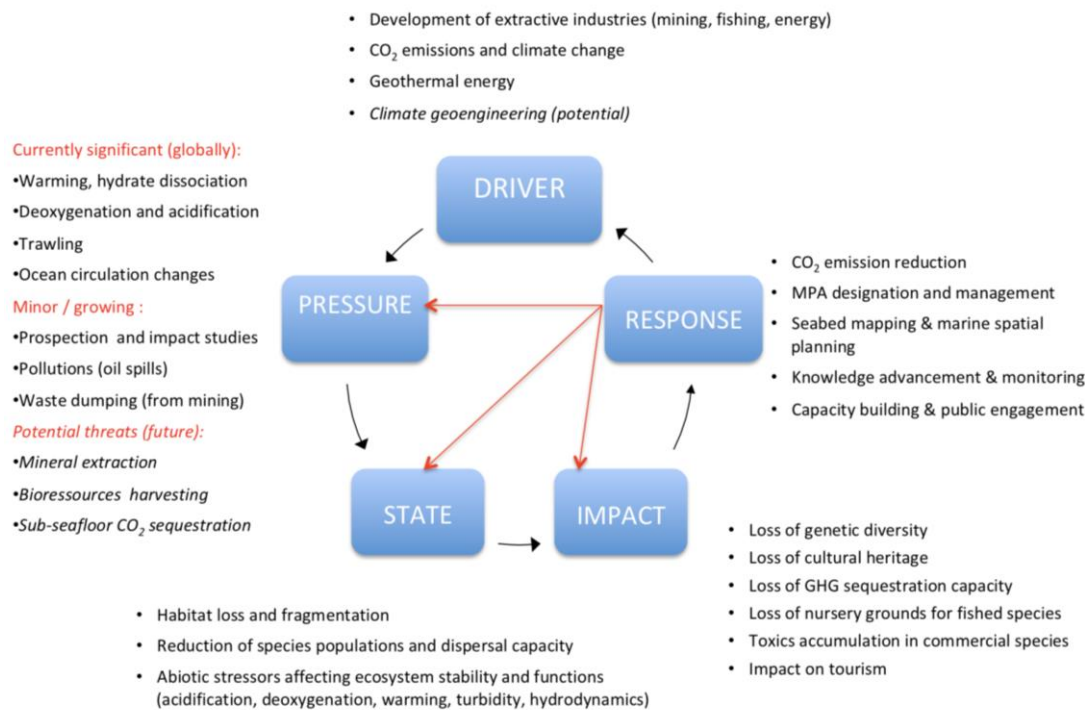 • Development of extractive industries (mining, fishing, energy)
• CO₂ emissions and climate change
• Geothermal energy
• Climate geoengineering (potential)
Currently significant (globally):
•Warming, hydrate dissociation
•Deoxygenation and acidification
•Trawling
•Ocean circulation changes
Minor / growing :
•Prospection and impact studies
•Pollutions (oil spills)
•Waste dumping (from mining)
Potential threats (future):
•Mineral extraction
•Bioressources harvesting
•Sub-seafloor CO₂ sequestration
DRIVER
PRESSURE
RESPONSE
STATE
IMPACT
• CO₂ emission reduction
• MPA designation and management
• Seabed mapping & marine spatial
planning
• Knowledge advancement & monitoring
• Capacity building & public engagement
• Loss of genetic diversity
• Loss of cultural heritage
• Loss of GHG sequestration capacity
• Loss of nursery grounds for fished species
• Toxics accumulation in commercial species
• Impact on tourism
• Habitat loss and fragmentation
• Reduction of species populations and dispersal capacity
• Abiotic stressors affecting ecosystem stability and functions
(acidification, deoxygenation, warming, turbidity, hydrodynamics)